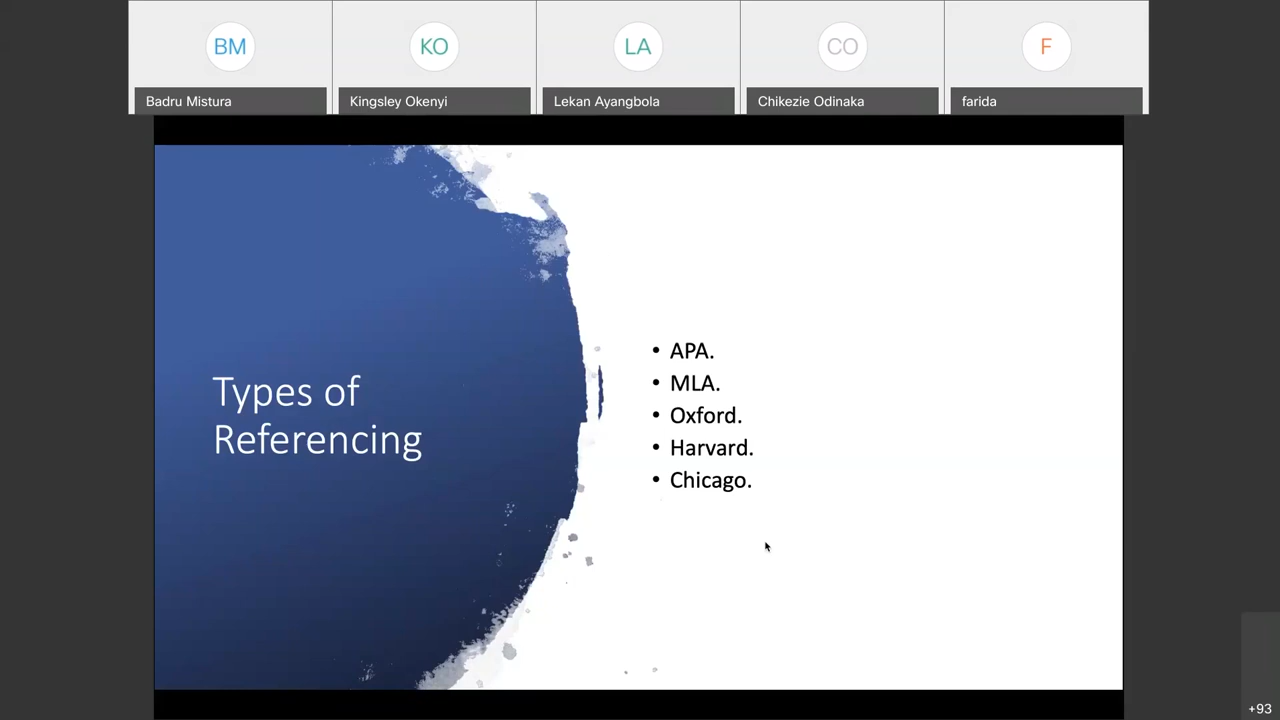 BM
KO
LA
CO
F
Badru Mistura
Kingsley Okenyi
Lekan Ayangbola
Chikezie Odinaka
farida
Types of
Referencing
• APA.
• MLA.
• Oxford.
• Harvard.
• Chicago.
+93